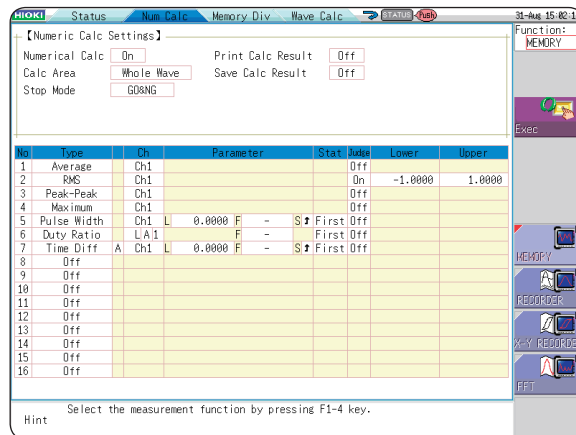 HIOKI Status Num Calc Memory Div Wave Calc STATUS Push 31-Aug 15:02:1
Function:
MEMORY
【Numeric Calc Settings】
Numerical Calc On Print Calc Result Off
Calc Area Whole Wave Save Calc Result Off
Stop Mode GO&NG
Exec
No Type Ch Parameter Stat Judge Lower Upper
1 Average Ch1 Off
2 RMS Ch1 On -1.0000 1.0000
3 Peak-Peak Ch1 Off
4 Maximum Ch1 Off
5 Pulse Width Ch1 L 0.0000 F - S↑ First Off
6 Duty Ratio L A 1 F - Off
7 Time Diff A Ch1 L 0.0000 F - S↑ First Off
8 Off
9 Off
10 Off
11 Off
12 Off
13 Off
14 Off
15 Off
16 Off
MEMORY
RECORDER
X-Y RECORDE
FFT
Select the measurement function by pressing F1-4 key.
Hint